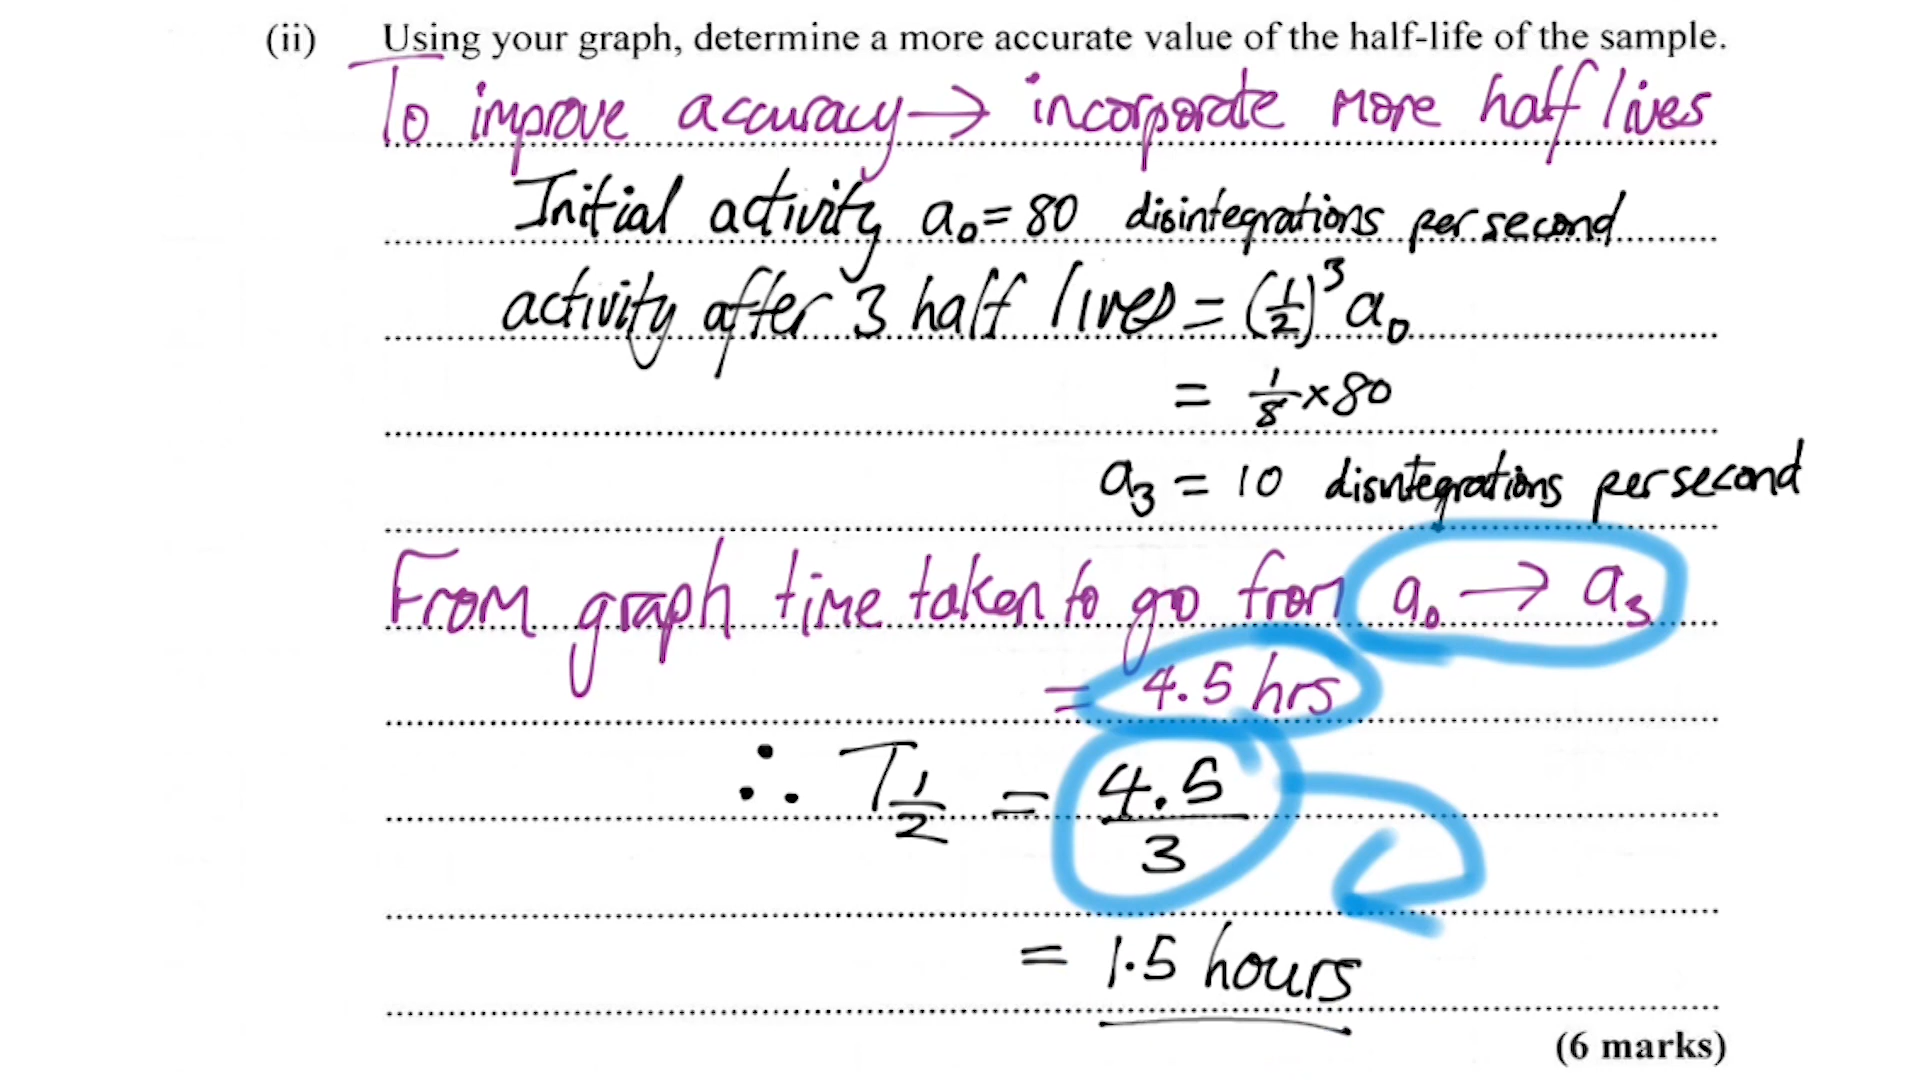 (ii) Using your graph, determine a more accurate value of the half-life of the sample.
To improve accuracy → incorporate more half lives
Initial activity a₀ = 80 disintegrations per second
activity after 3 half lives = (1/2)³ a₀
= 1/8 × 80
a₃ = 10 disintegrations per second
From graph time taken to go from a₀ → a₃
= 4.5 hrs
∴ T 1/2 = 4.5/3
= 1.5 hours
(6 marks)